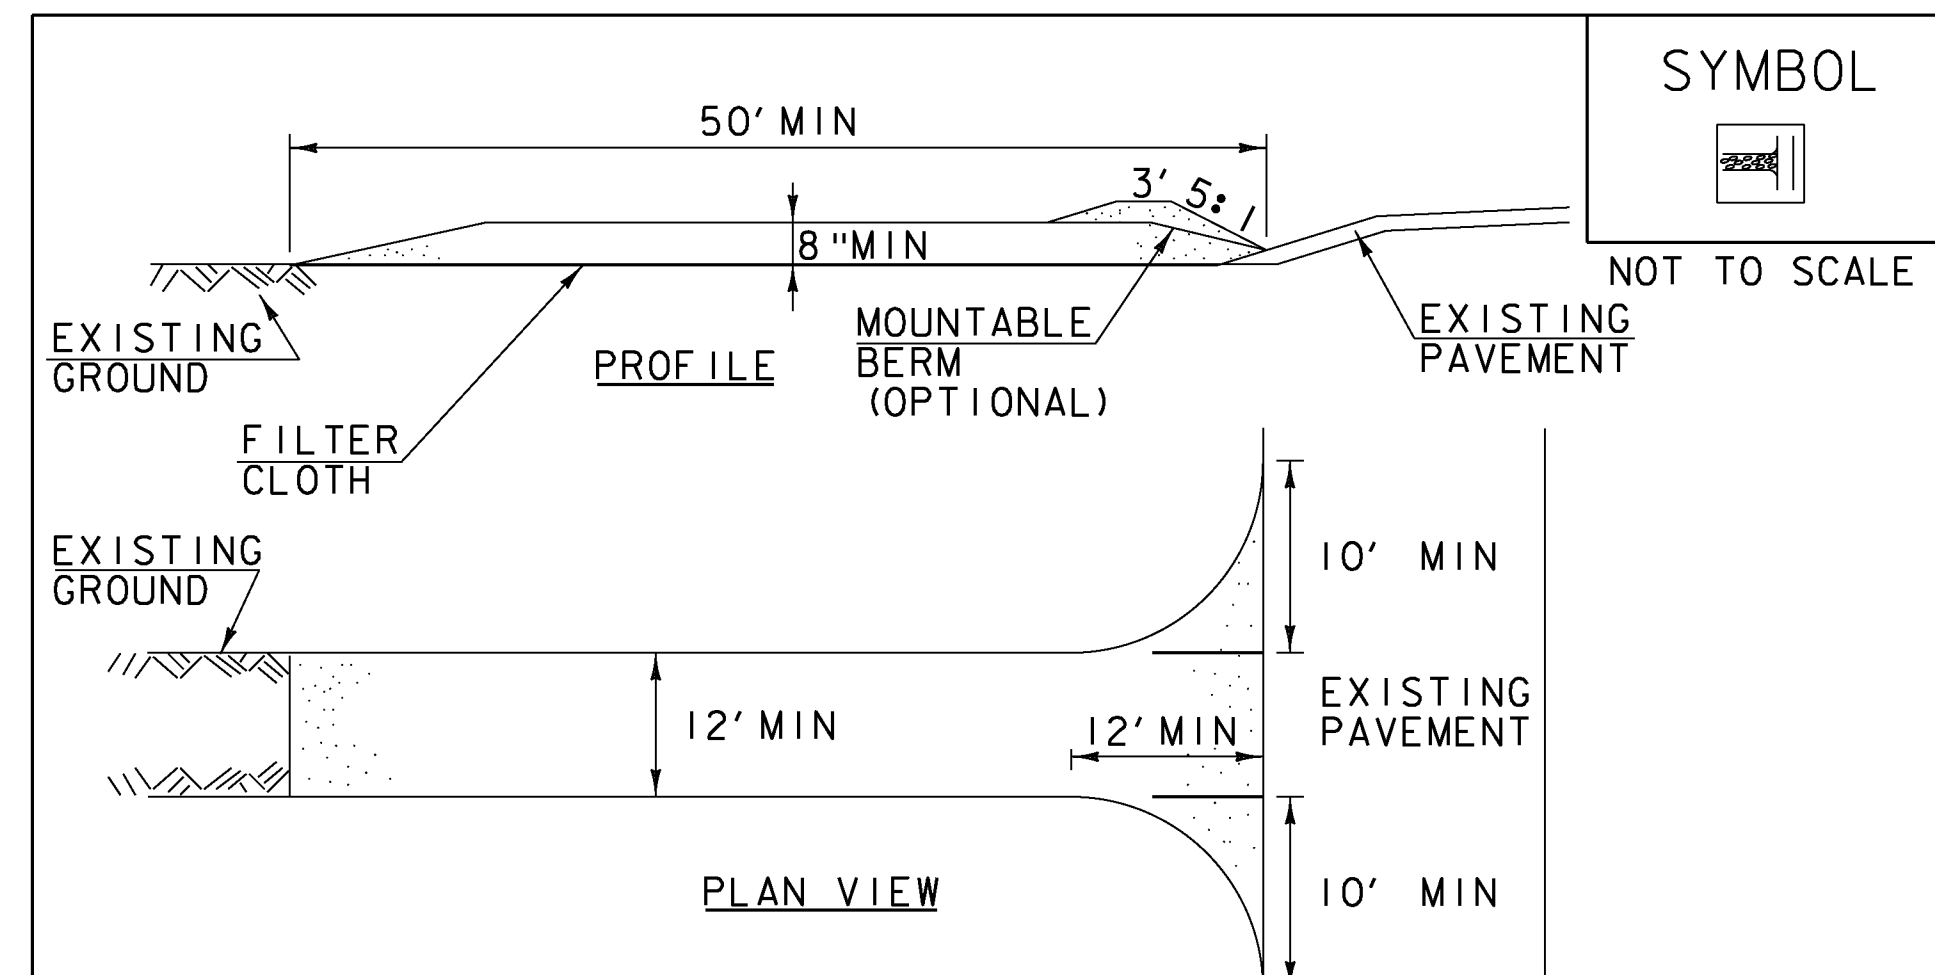 SYMBOL
50' MIN
3' 5:1
8" MIN
NOT TO SCALE
EXISTING
GROUND
PROFILE
MOUNTABLE
BERM
(OPTIONAL)
EXISTING
PAVEMENT
FILTER
CLOTH
EXISTING
GROUND
10' MIN
12' MIN
12' MIN
EXISTING
PAVEMENT
PLAN VIEW
10' MIN